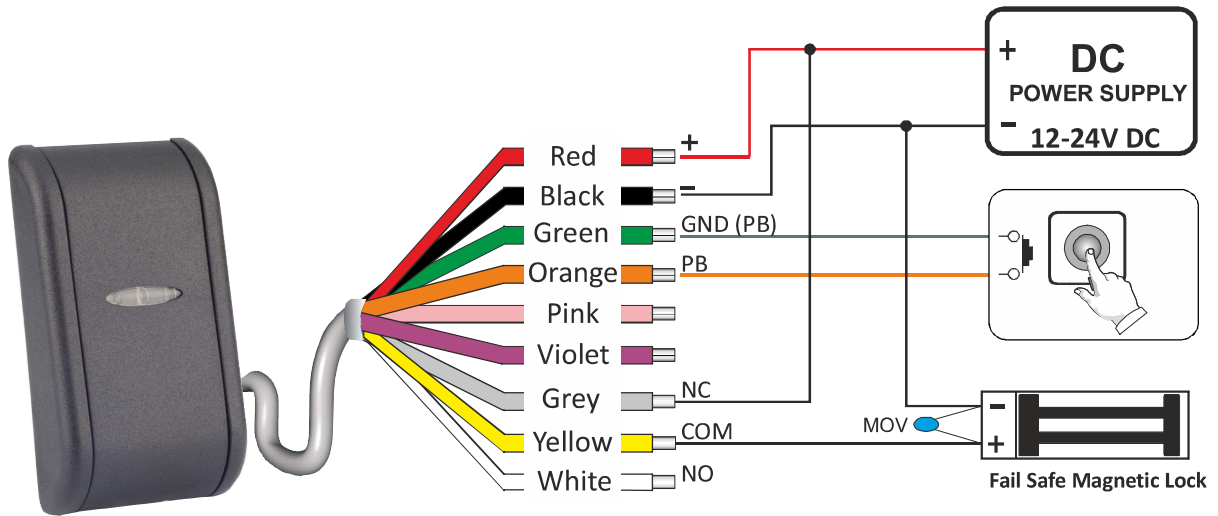 +
DC
POWER SUPPLY
-
12-24V DC
Red +
Black -
Green GND (PB)
Orange PB
Pink
Violet
Grey NC
Yellow COM
White NO
MOV
-
+
Fail Safe Magnetic Lock